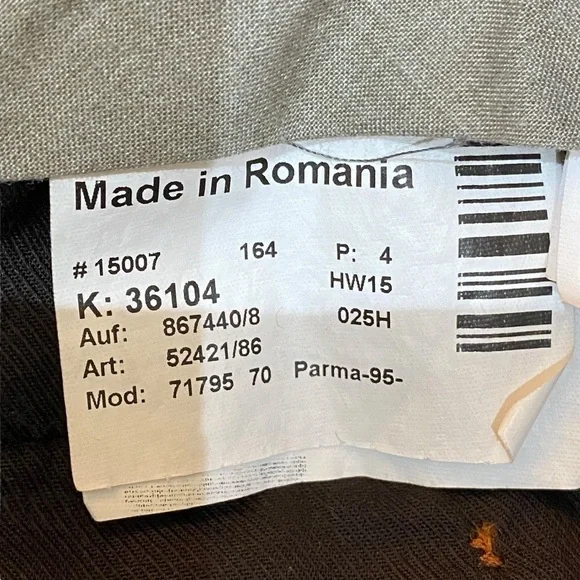 Made in Romania
# 15007 164 P: 4
K: 36104 HW15
Auf: 867440/8 025H
Art: 52421/86
Mod: 71795 70 Parma-95-